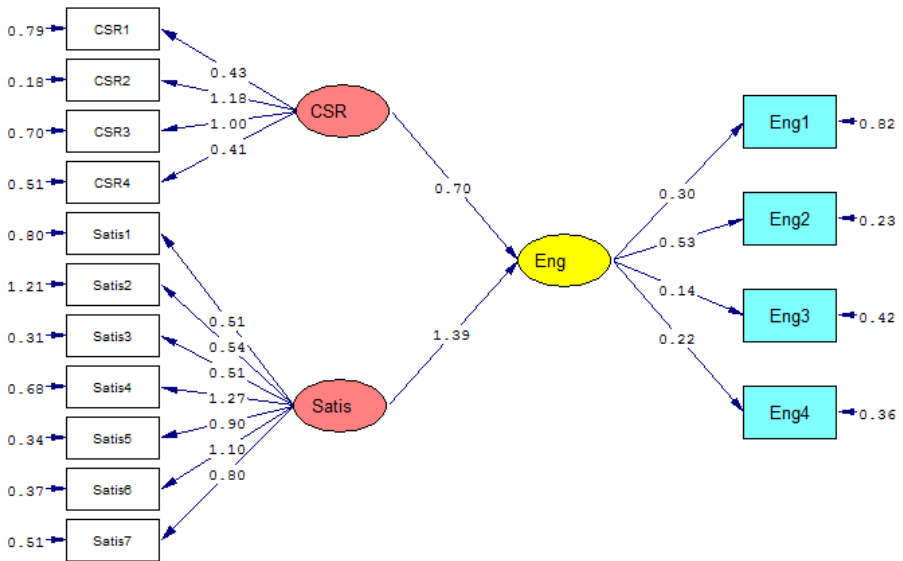 0.79
CSR1
0.18
CSR2
0.70
CSR3
0.51
CSR4
0.80
Satis1
1.21
Satis2
0.31
Satis3
0.68
Satis4
0.34
Satis5
0.37
Satis6
0.51
Satis7
0.43
1.18
1.00
0.41
0.51
0.54
0.51
1.27
0.90
1.10
0.80
CSR
Satis
0.70
1.39
Eng
0.30
0.53
0.14
0.22
Eng1
0.82
Eng2
0.23
Eng3
0.42
Eng4
0.36